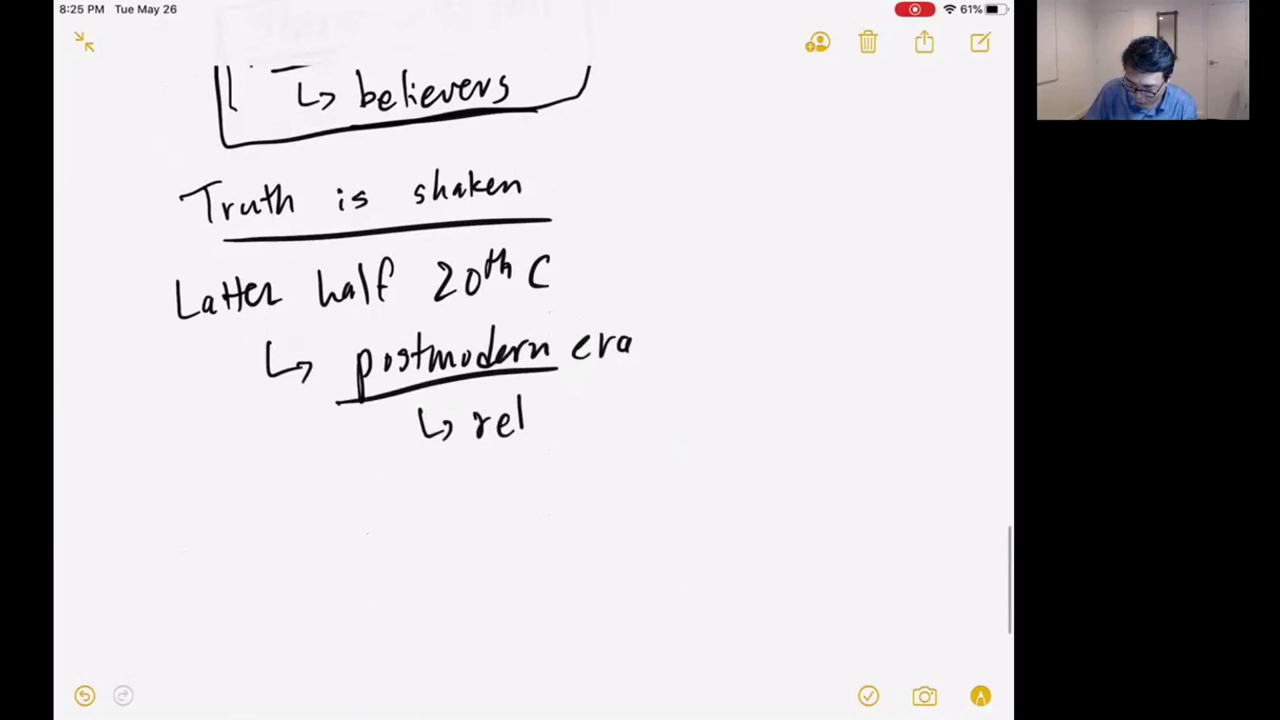 8:25 PM Tue May 26
61%
↳ believers
Truth is shaken
Latter half 20th C
↳ postmodern era
↳ rel